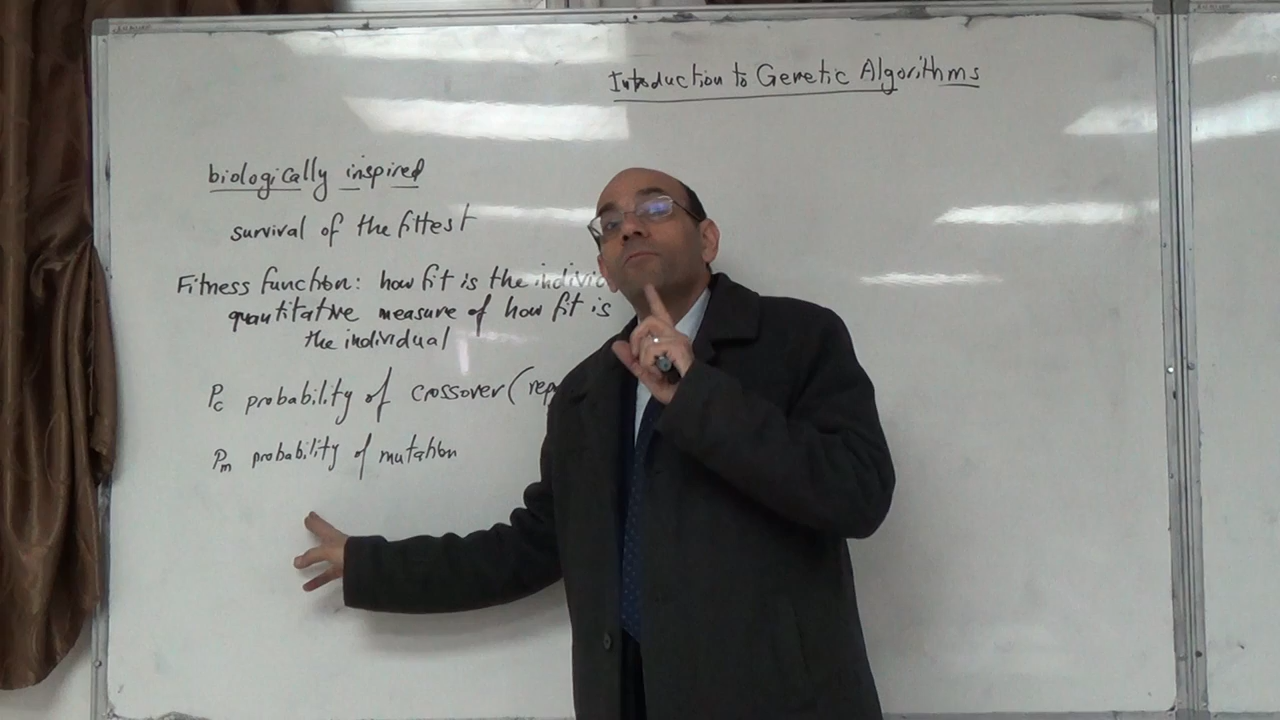 Introduction to Genetic Algorithms
biologically inspired
survival of the fittest
Fitness function: how fit is the
quantitative measure of how fit is
the individual
Pc probability of crossover (
Pm probability of mutation